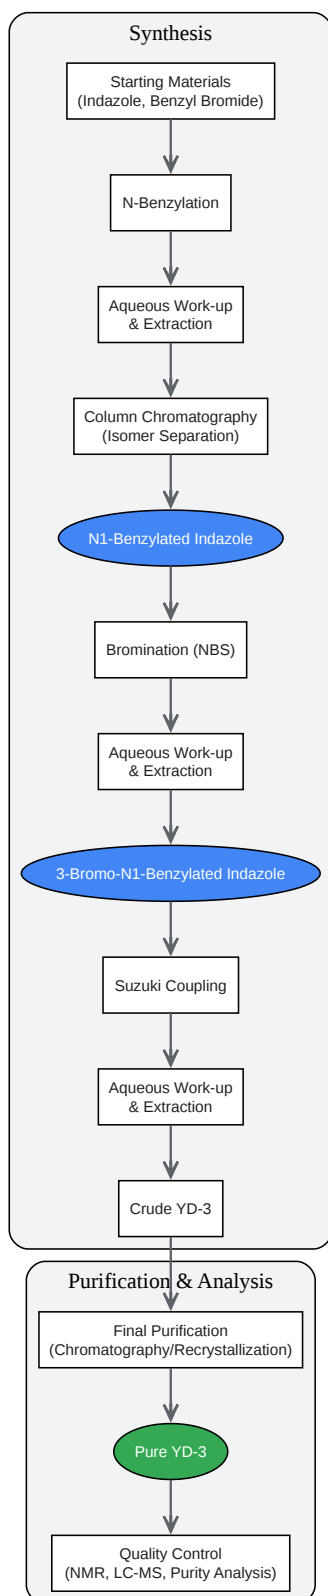 Synthesis
Starting Materials
(Indazole, Benzyl Bromide)
N-Benzylation
Aqueous Work-up
& Extraction
Column Chromatography
(Isomer Separation)
N1-Benzylated Indazole
Bromination (NBS)
Aqueous Work-up
& Extraction
3-Bromo-N1-Benzylated Indazole
Suzuki Coupling
Aqueous Work-up
& Extraction
Crude YD-3
Purification & Analysis
Final Purification
(Chromatography/Recrystallization)
Pure YD-3
Quality Control
(NMR, LC-MS, Purity Analysis)